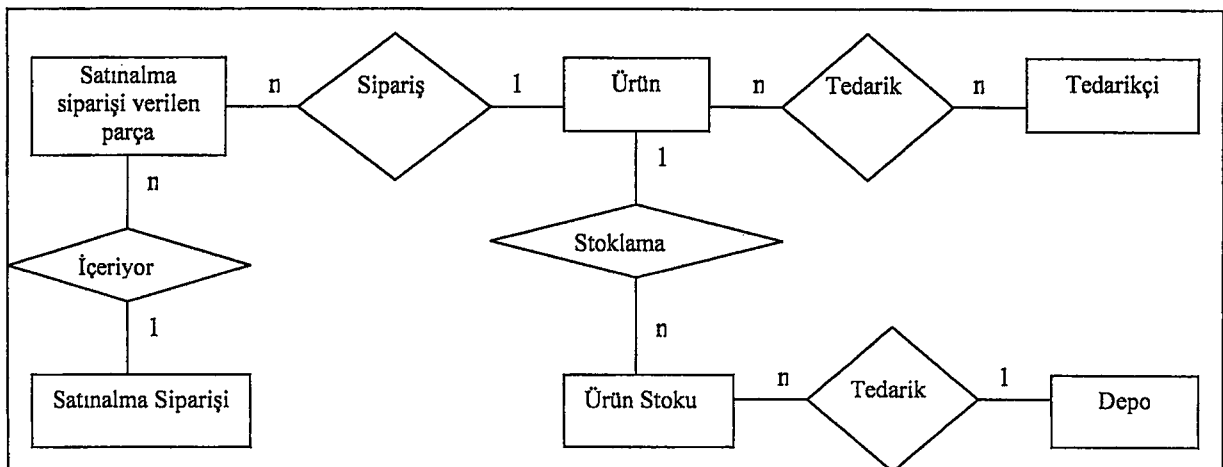 Satınalma
siparişi verilen
parça
n
Sipariş
1
Ürün
n
Tedarik
n
Tedarikçi
n
1
İçeriyor
Stoklama
1
n
Satınalma Siparişi
Ürün Stoku
n
Tedarik
1
Depo